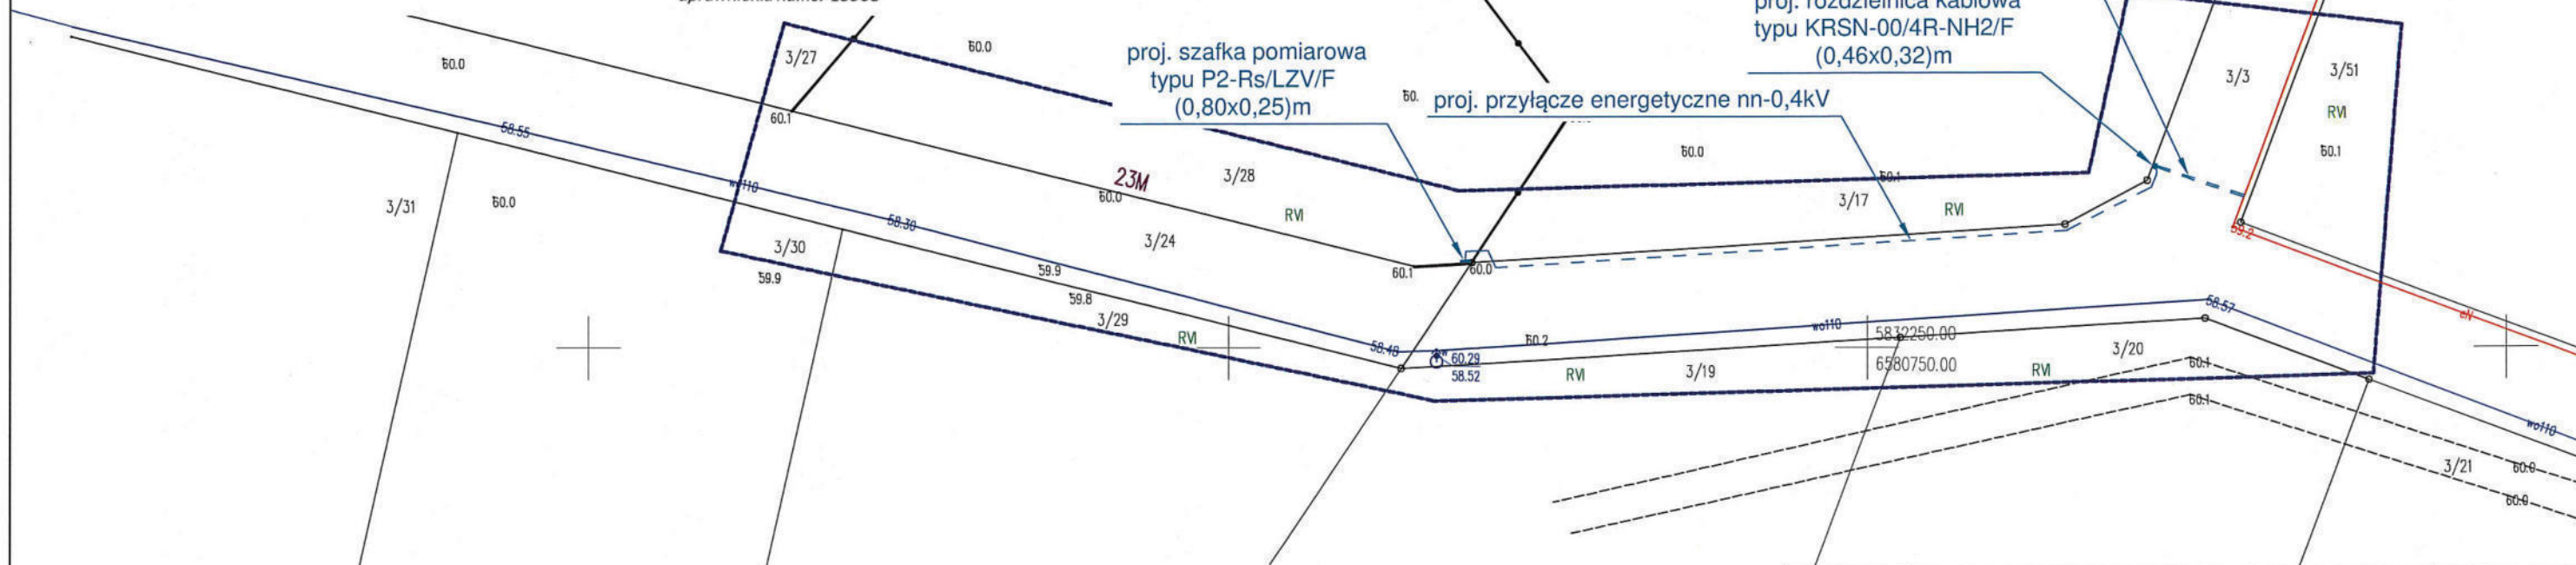 proj. rozdzielnica kablowa
typu KRSN-00/4R-NH2/F
(0,46x0,32)m
proj. szafka pomiarowa
typu P2-Rs/LZV/F
(0,80x0,25)m
proj. przyłącze energetyczne nn-0,4kV
3/27
60.0
60.0
60.
3/3
3/51
RVI
60.1
60.1
58.55
60.0
23M
3/28
60.0
60.1
3/17
RVI
wo110
3/31
60.0
RVI
58.30
3/24
59.2
3/30
59.9
59.9
60.1
60.0
59.8
3/29
RVI
58.48
60.2
wo110
58.57
eN
60.29
58.52
RVI
3/19
5832250.00
6580750.00
RVI
3/20
60.1
60.1
wo110
3/21
60.0
60.0